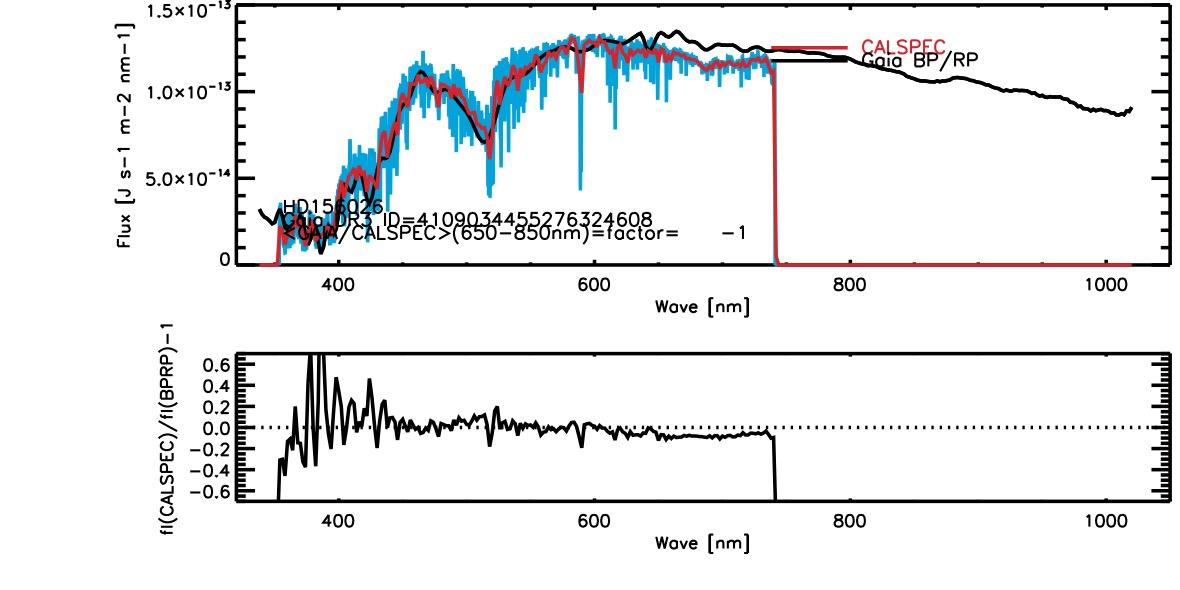 1.5×10−13
1.0×10−13
5.0×10−14
0
Flux [J s−1 m−2 nm−1]
CALSPEC
Gaia BP/RP
HD156026
Gaia DR3 ID=4109034455276324608
<GAIA/CALSPEC>(650−850nm)=factor= −1
400 600 800 1000
Wave [nm]
fl(CALSPEC)/fl(BPRP)−1
0.6
0.4
0.2
0.0
−0.2
−0.4
−0.6
400 600 800 1000
Wave [nm]